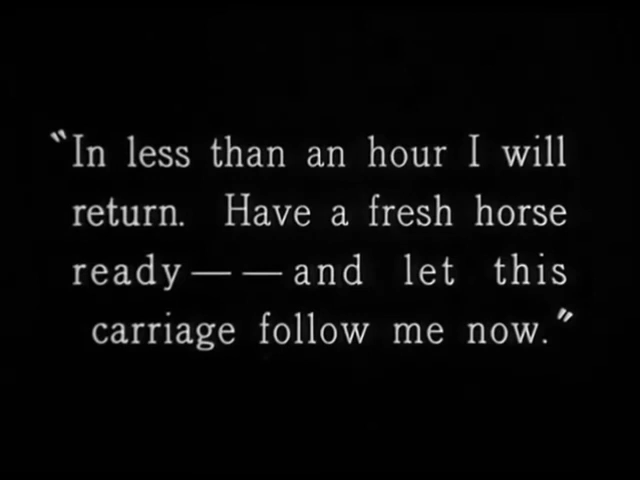 "In less than an hour I will
return. Have a fresh horse
ready — — and let this
carriage follow me now."